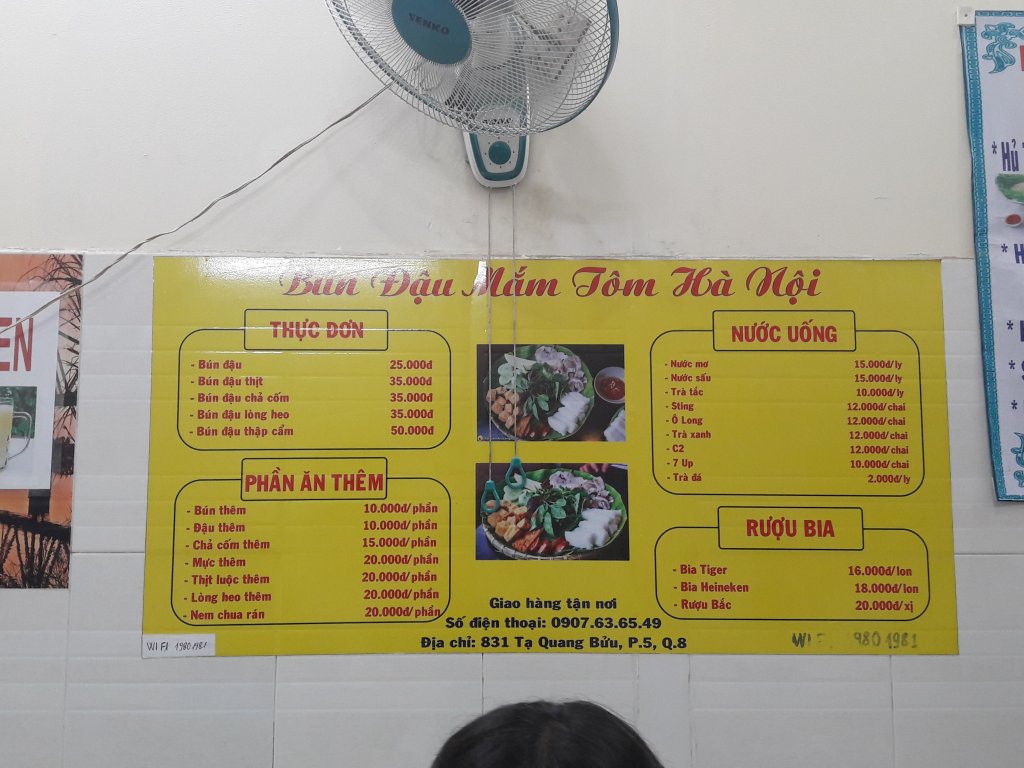 SENKO
Bún Đậu Mắm Tôm Hà Nội
THỰC ĐƠN
- Bún đậu 25.000đ
- Bún đậu thịt 35.000đ
- Bún đậu chả cốm 35.000đ
- Bún đậu lòng heo 35.000đ
- Bún đậu thập cẩm 50.000đ
PHẦN ĂN THÊM
- Bún thêm 10.000đ/phần
- Đậu thêm 10.000đ/phần
- Chả cốm thêm 15.000đ/phần
- Mực thêm 20.000đ/phần
- Thịt luộc thêm 20.000đ/phần
- Lòng heo thêm 20.000đ/phần
- Nem chua rán 20.000đ/phần
NƯỚC UỐNG
- Nước mơ 15.000đ/ly
- Nước sấu 15.000đ/ly
- Trà tắc 10.000đ/ly
- Sting 12.000đ/chai
- Ô Long 12.000đ/chai
- Trà xanh 12.000đ/chai
- C2 12.000đ/chai
- 7 Up 10.000đ/chai
- Trà đá 2.000đ/ly
RƯỢU BIA
- Bia Tiger 16.000đ/lon
- Bia Heineken 18.000đ/lon
- Rượu Bắc 20.000đ/xị
Giao hàng tận nơi
Số điện thoại: 0907.63.65.49
Địa chỉ: 831 Tạ Quang Bửu, P.5, Q.8
WI FI 19801981
WI F 980 1981
EN
* Hủ
* H
*
*
*